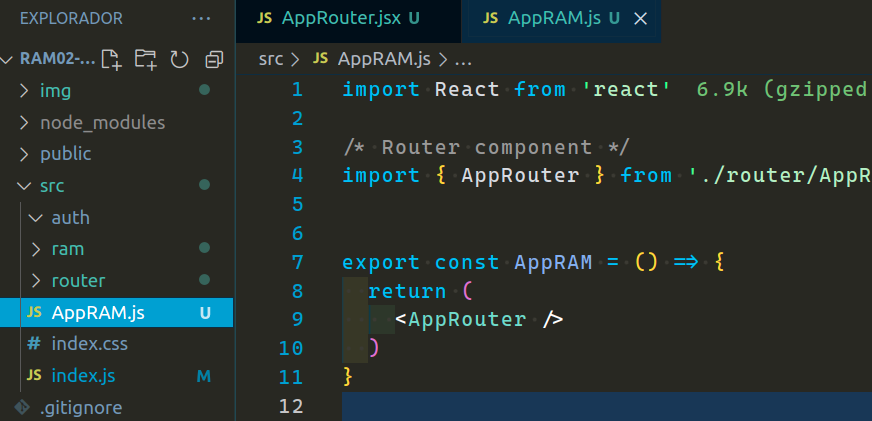 EXPLORADOR ...
RAM02-...
img
node_modules
public
src
auth
ram
router
JS AppRAM.js U
# index.css
JS index.js M
.gitignore
JS AppRouter.jsx U
JS AppRAM.js U
src > JS AppRAM.js > ...
1 import React from 'react' 6.9k (gzipped
2
3 /* Router component */
4 import { AppRouter } from './router/AppR
5
6
7 export const AppRAM = () => {
8 return (
9 <AppRouter />
10 )
11 }
12